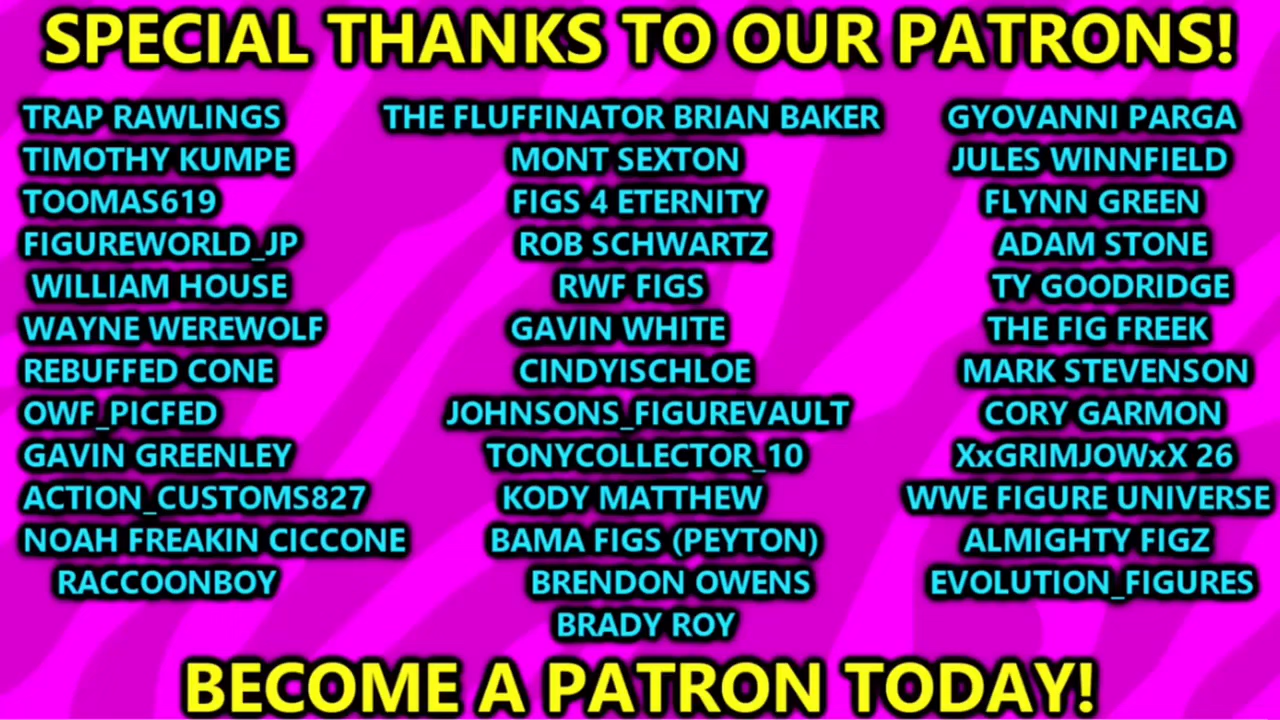 SPECIAL THANKS TO OUR PATRONS!
TRAP RAWLINGS
TIMOTHY KUMPE
TOOMAS619
FIGUREWORLD_JP
WILLIAM HOUSE
WAYNE WEREWOLF
REBUFFED CONE
OWF_PICFED
GAVIN GREENLEY
ACTION_CUSTOMS827
NOAH FREAKIN CICCONE
RACCOONBOY
THE FLUFFINATOR BRIAN BAKER
MONT SEXTON
FIGS 4 ETERNITY
ROB SCHWARTZ
RWF FIGS
GAVIN WHITE
CINDYISCHLOE
JOHNSONS_FIGUREVAULT
TONYCOLLECTOR_10
KODY MATTHEW
BAMA FIGS (PEYTON)
BRENDON OWENS
BRADY ROY
GYOVANNI PARGA
JULES WINNFIELD
FLYNN GREEN
ADAM STONE
TY GOODRIDGE
THE FIG FREEK
MARK STEVENSON
CORY GARMON
XxGRIMJOWxX 26
WWE FIGURE UNIVERSE
ALMIGHTY FIGZ
EVOLUTION_FIGURES
BECOME A PATRON TODAY!